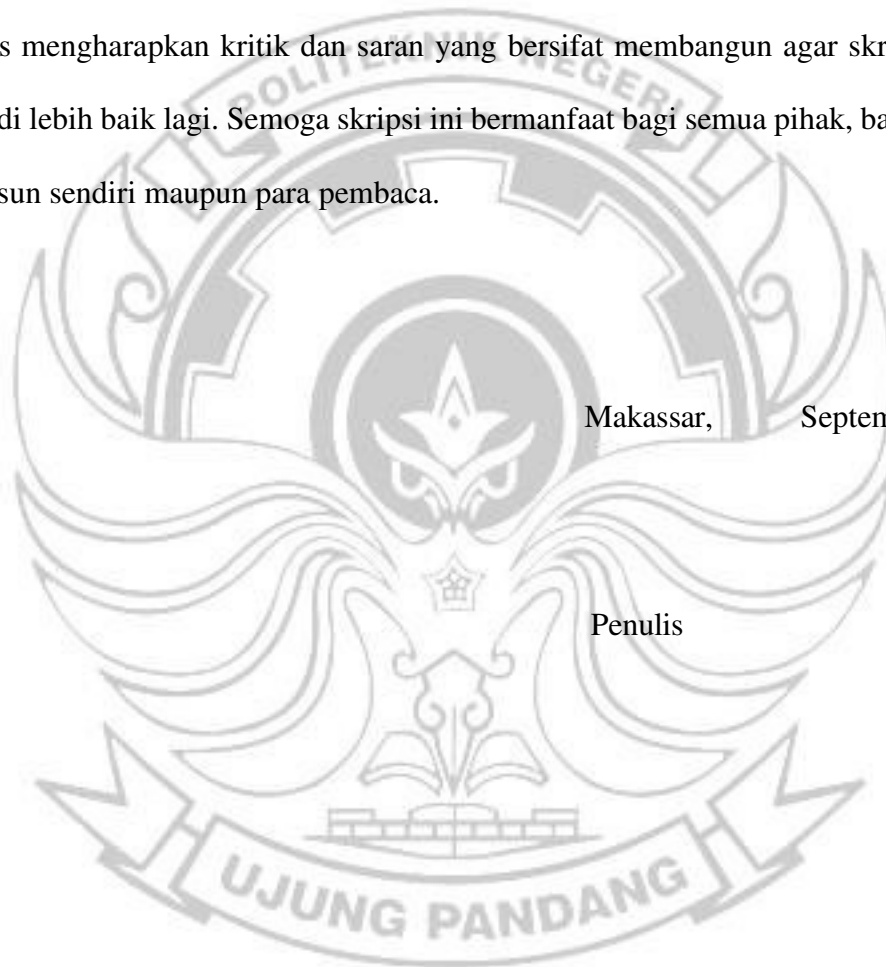 s mengharapkan kritik dan saran yang bersifat membangun agar skr
di lebih baik lagi. Semoga skripsi ini bermanfaat bagi semua pihak, ba
sun sendiri maupun para pembaca.
POLITEKNIK NEGERI
Makassar, Septem
Penulis
UJUNG PANDANG